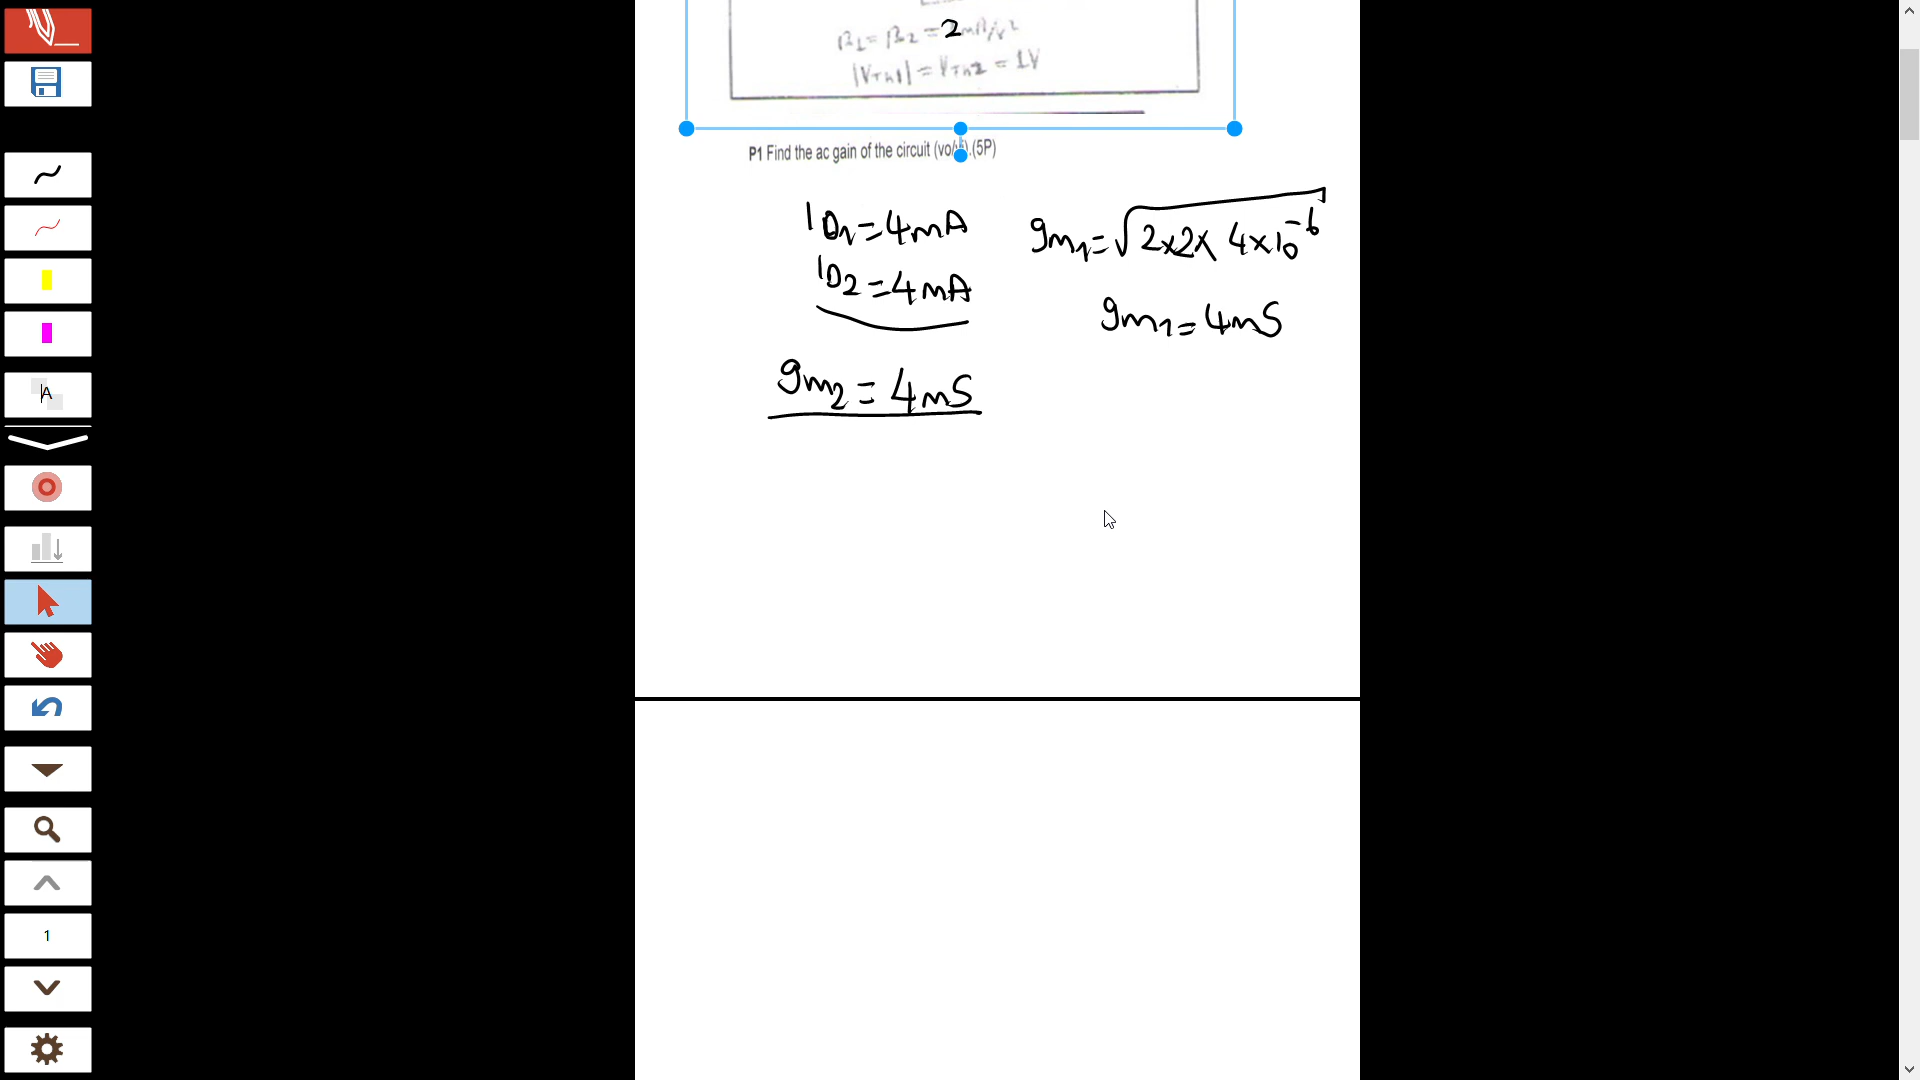 β1 = β2 = 2mA/V²
|VTh1| = VTh2 = 1V
P1 Find the ac gain of the circuit (vo/vi).(5P)
ID1 = 4mA
ID2 = 4mA
gm1 = √2x2x 4x10⁻⁶
gm1 = 4mS
gm2 = 4mS
A
1